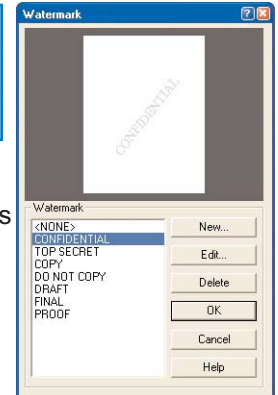 Watermark
CONFIDENTIAL
s
Watermark
<NONE>
CONFIDENTIAL
TOP SECRET
COPY
DO NOT COPY
DRAFT
FINAL
PROOF
New...
Edit...
Delete
OK
Cancel
Help